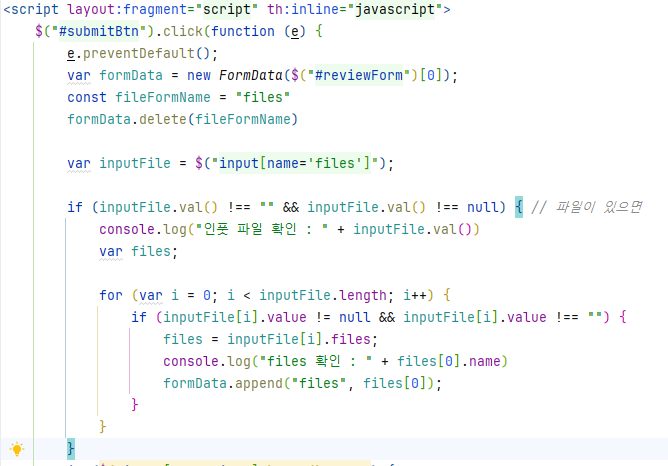 <script layout:fragment="script" th:inline="javascript">
$("#submitBtn").click(function (e) {
e.preventDefault();
var formData = new FormData($("#reviewForm")[0]);
const fileFormName = "files"
formData.delete(fileFormName)
var inputFile = $("input[name='files']");
if (inputFile.val() !== "" && inputFile.val() !== null) { // 파일이 있으면
console.log("인풋 파일 확인 : " + inputFile.val())
var files;
for (var i = 0; i < inputFile.length; i++) {
if (inputFile[i].value != null && inputFile[i].value !== "") {
files = inputFile[i].files;
console.log("files 확인 : " + files[0].name)
formData.append("files", files[0]);
}
}
}